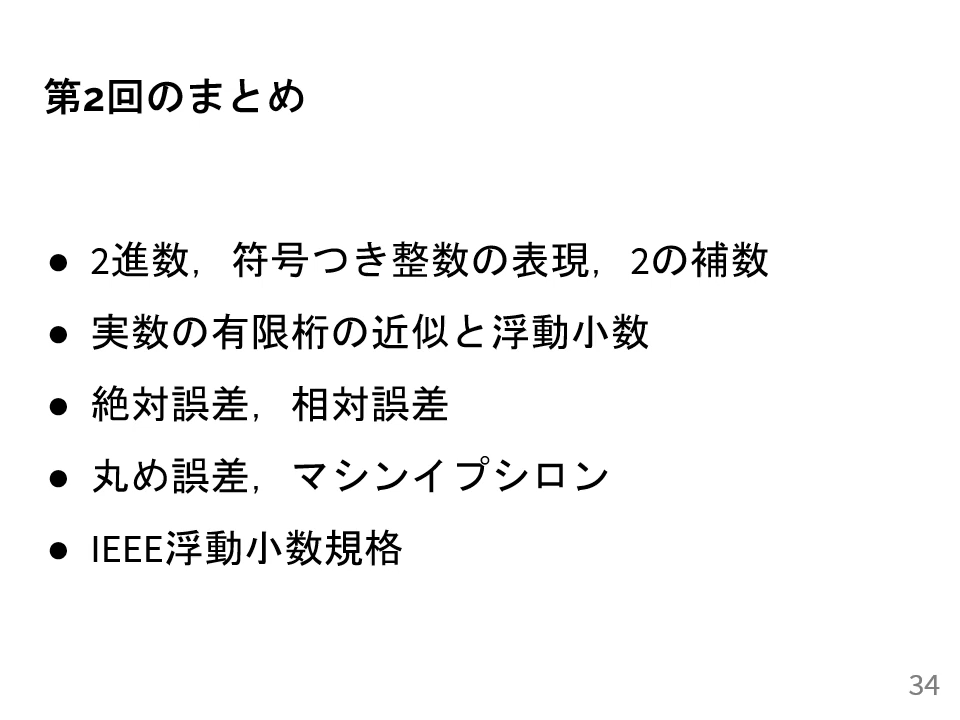 第2回のまとめ
● 2進数，符号つき整数の表現，2の補数
● 実数の有限桁の近似と浮動小数
● 絶対誤差，相対誤差
● 丸め誤差，マシンイプシロン
● IEEE浮動小数規格
34